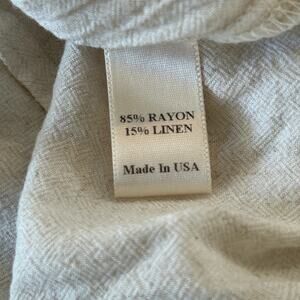 85% RAYON
15% LINEN
Made In USA